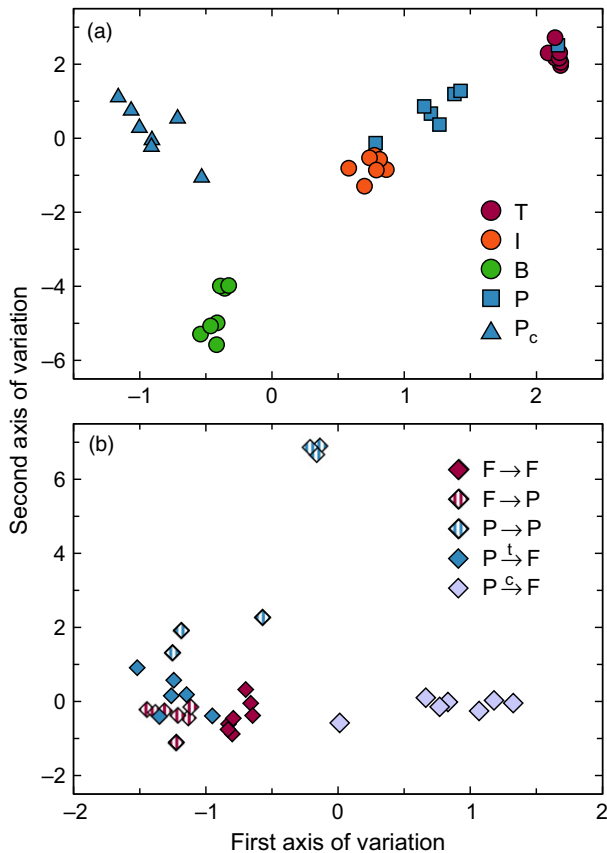 (a)
2
0
−2
−4
−6
T
I
B
P
Pc
−1
0
1
2
Second axis of variation
(b)
6
4
2
0
−2
F → F
F → P
P → P
P t→ F
P c→ F
−2
−1
0
1
2
First axis of variation